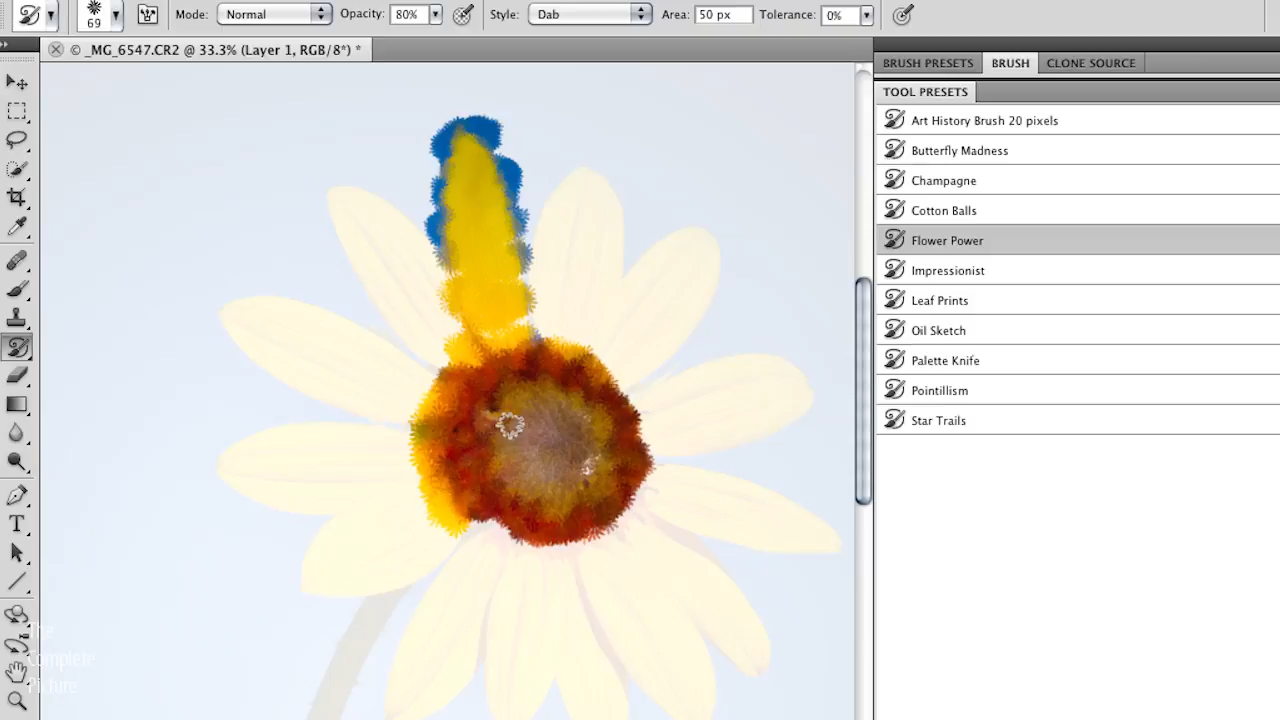 69
Mode: Normal
Opacity: 80%
Style: Dab
Area: 50 px
Tolerance: 0%
© _MG_6547.CR2 @ 33.3% (Layer 1, RGB/8*) *
BRUSH PRESETS
BRUSH
CLONE SOURCE
TOOL PRESETS
Art History Brush 20 pixels
Butterfly Madness
Champagne
Cotton Balls
Flower Power
Impressionist
Leaf Prints
Oil Sketch
Palette Knife
Pointillism
Star Trails
The
Complete
Picture